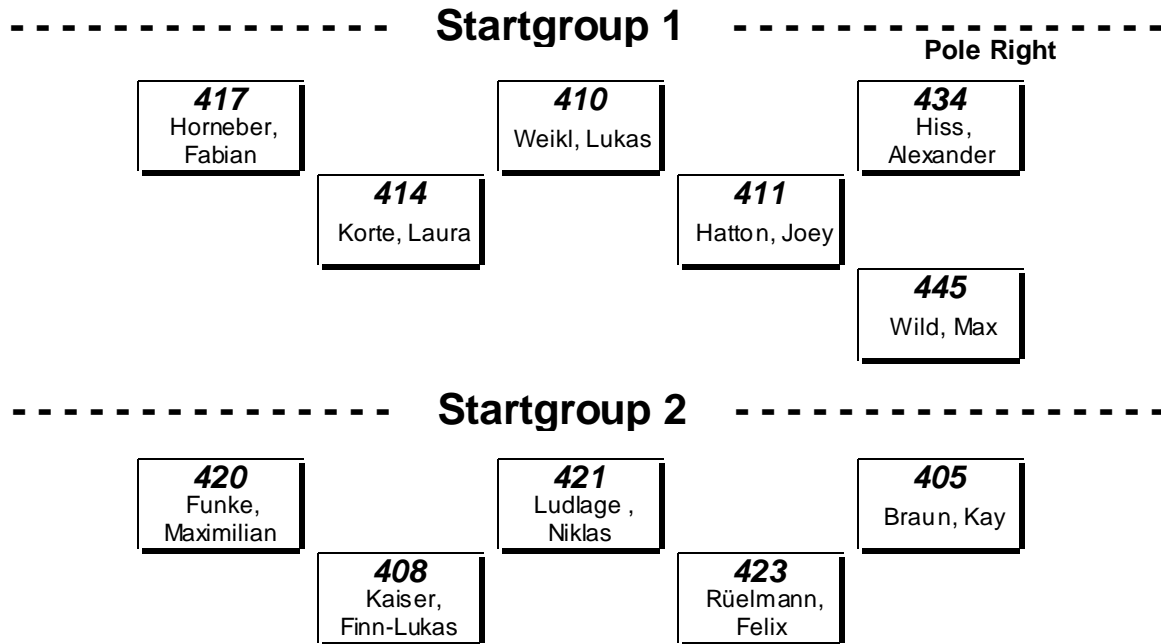 Startgroup 1
Pole Right
417
Horneber,
Fabian
410
Weikl, Lukas
434
Hiss,
Alexander
414
Korte, Laura
411
Hatton, Joey
445
Wild, Max
Startgroup 2
420
Funke,
Maximilian
421
Ludlage ,
Niklas
405
Braun, Kay
408
Kaiser,
Finn-Lukas
423
Rüelmann,
Felix